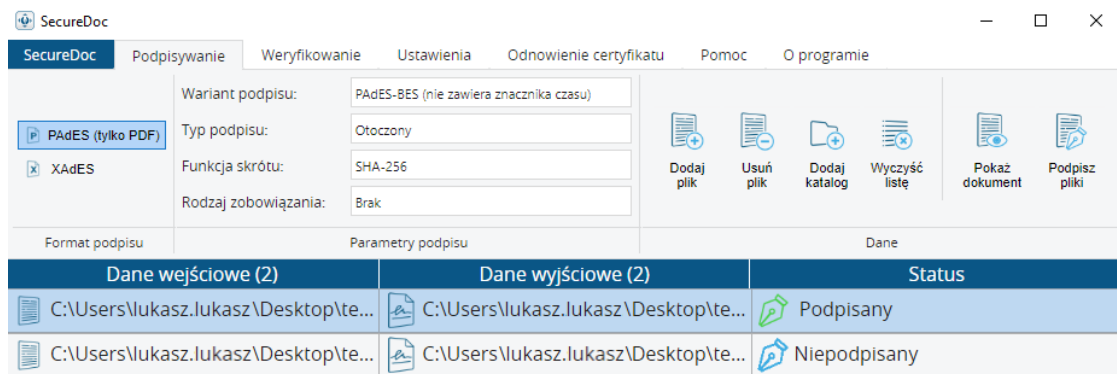 SecureDoc
SecureDoc Podpisywanie Weryfikowanie Ustawienia Odnowienie certyfikatu Pomoc O programie
PAdES (tylko PDF)
XAdES
Format podpisu
Wariant podpisu: PAdES-BES (nie zawiera znacznika czasu)
Typ podpisu: Otoczony
Funkcja skrótu: SHA-256
Rodzaj zobowiązania: Brak
Parametry podpisu
Dodaj plik
Usuń plik
Dodaj katalog
Wyczyść listę
Pokaż dokument
Podpisz pliki
Dane
Dane wejściowe (2) Dane wyjściowe (2) Status
C:\Users\lukasz.lukasz\Desktop\te... C:\Users\lukasz.lukasz\Desktop\te... Podpisany
C:\Users\lukasz.lukasz\Desktop\te... C:\Users\lukasz.lukasz\Desktop\te... Niepodpisany